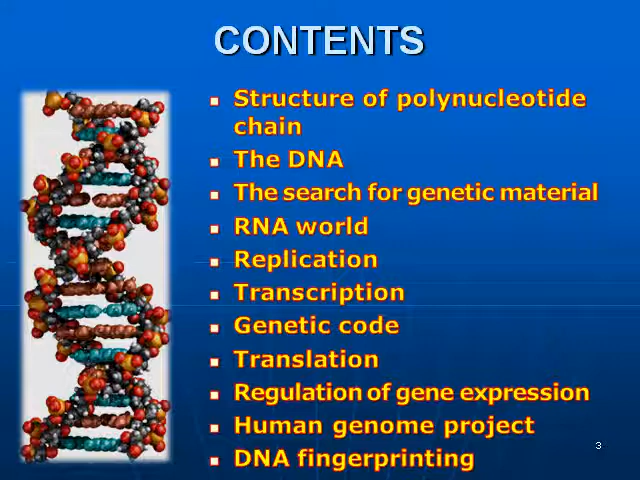 CONTENTS
Structure of polynucleotide
chain
The DNA
The search for genetic material
RNA world
Replication
Transcription
Genetic code
Translation
Regulation of gene expression
Human genome project
3
DNA fingerprinting